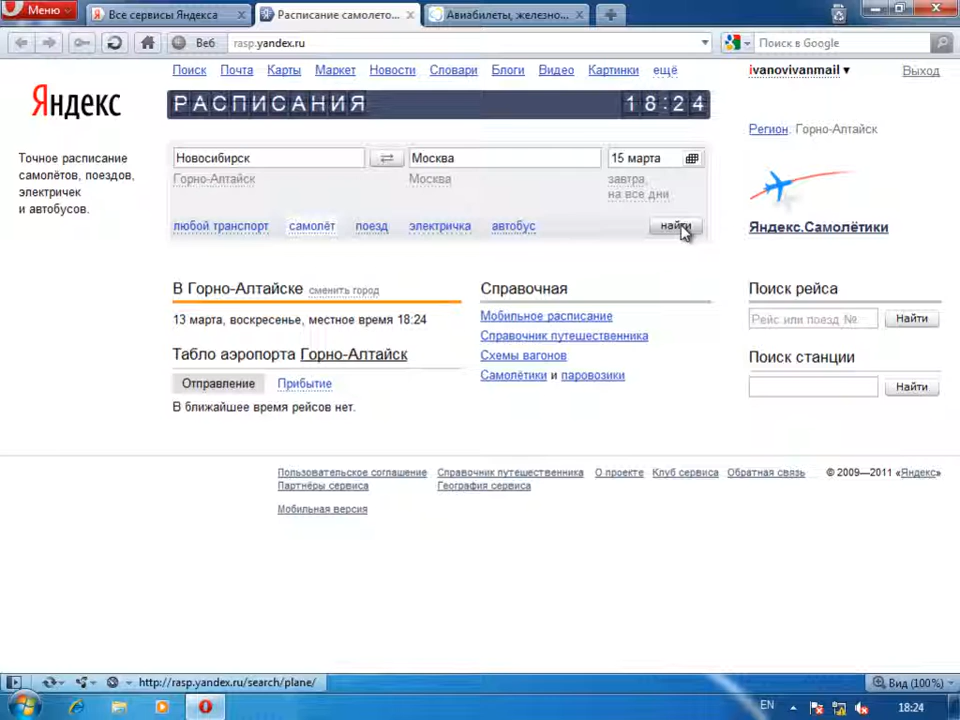 Меню
Все сервисы Яндекса
Расписание самолето...
Авиабилеты, железно...
Веб
rasp.yandex.ru
Поиск в Google
Поиск Почта Карты Маркет Новости Словари Блоги Видео Картинки ещё
ivanovivanmail
Выход
Яндекс
РАСПИСАНИЯ 18:24
Регион: Горно-Алтайск
Точное расписание
самолётов, поездов,
электричек
и автобусов.
Новосибирск
Москва
15 марта
Горно-Алтайск
Москва
завтра,
на все дни
любой транспорт самолёт поезд электричка автобус
найти
Яндекс.Самолётики
В Горно-Алтайске сменить город
13 марта, воскресенье, местное время 18:24
Табло аэропорта Горно-Алтайск
Отправление Прибытие
В ближайшее время рейсов нет.
Справочная
Мобильное расписание
Справочник путешественника
Схемы вагонов
Самолётики и паровозики
Поиск рейса
Рейс или поезд №.
Найти
Поиск станции
Найти
Пользовательское соглашение Справочник путешественника О проекте Клуб сервиса Обратная связь © 2009—2011 «Яндекс»
Партнёры сервиса География сервиса
Мобильная версия
http://rasp.yandex.ru/search/plane/
Вид (100%)
EN
18:24